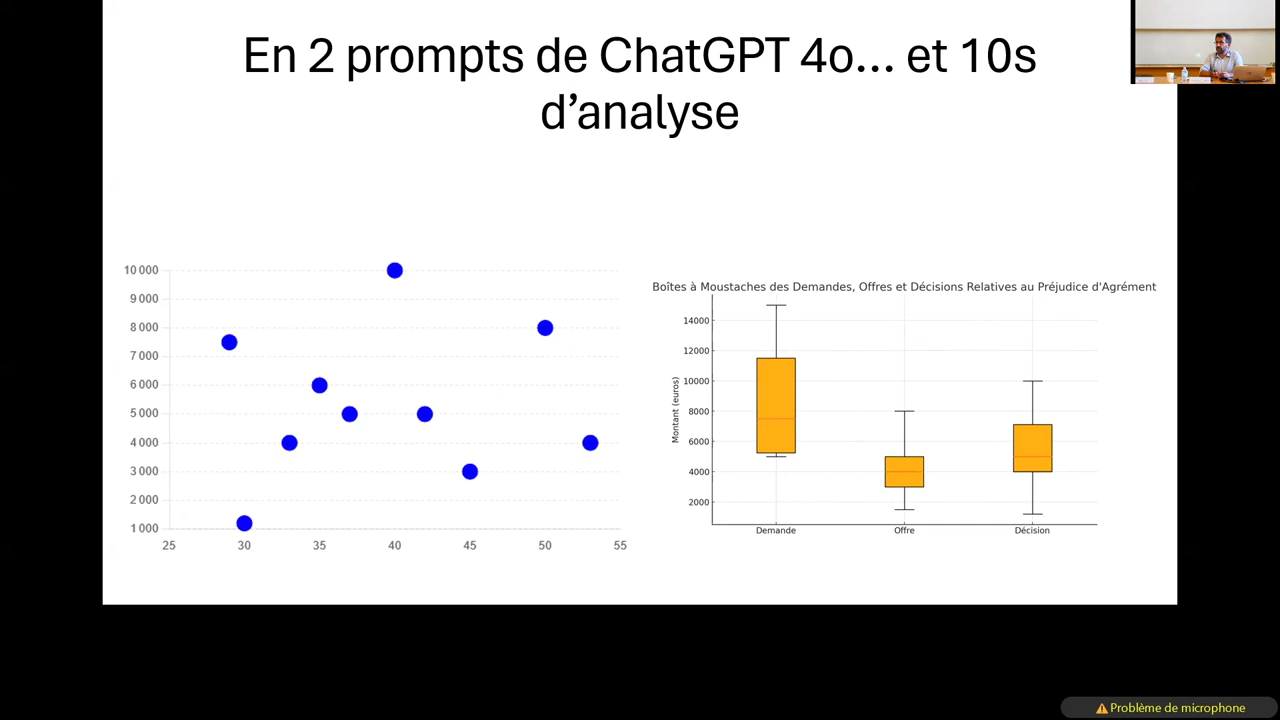 En 2 prompts de ChatGPT 4o... et 10s
d’analyse
10 000
9 000
8 000
7 000
6 000
5 000
4 000
3 000
2 000
1 000
25 30 35 40 45 50 55
Boîtes à Moustaches des Demandes, Offres et Décisions Relatives au Préjudice d'Agrément
Montant (euros)
14000
12000
10000
8000
6000
4000
2000
Demande Offre Décision
⚠ Problème de microphone